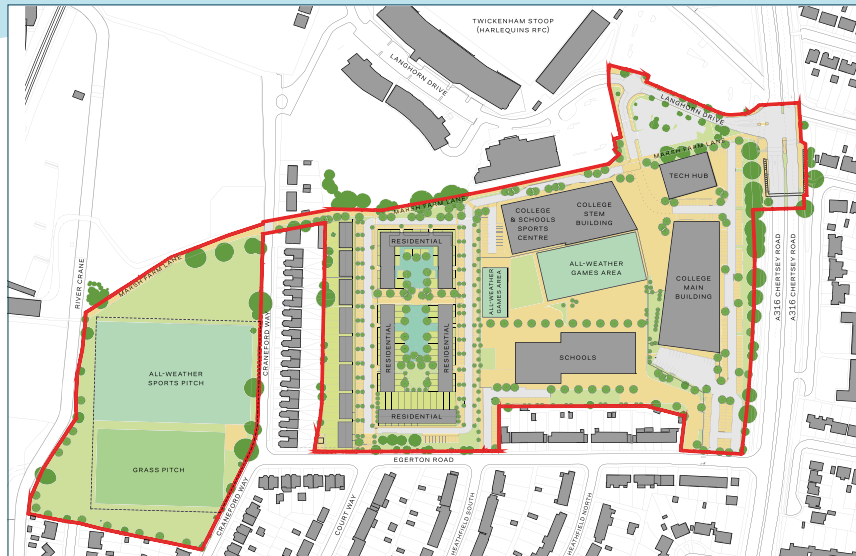 TWICKENHAM STOOP
(HARLEQUINS RFC)
LANGHORN DRIVE
LANGHORN DRIVE
MARSH FARM LANE
TECH HUB
MARSH FARM LANE
COLLEGE
& SCHOOLS
SPORTS
CENTRE
COLLEGE
STEM
BUILDING
RESIDENTIAL
ALL-WEATHER
GAMES AREA
ALL-WEATHER
GAMES AREA
COLLEGE
MAIN
BUILDING
A316 CHERTSEY ROAD
A316 CHERTSEY ROAD
RIVER CRANE
MARSH FARM LANE
CRANEFORD WAY
RESIDENTIAL
RESIDENTIAL
SCHOOLS
ALL-WEATHER
SPORTS PITCH
RESIDENTIAL
GRASS PITCH
EGERTON ROAD
CRANEFORD WAY
COURT WAY
HEATHFIELD SOUTH
HEATHFIELD NORTH